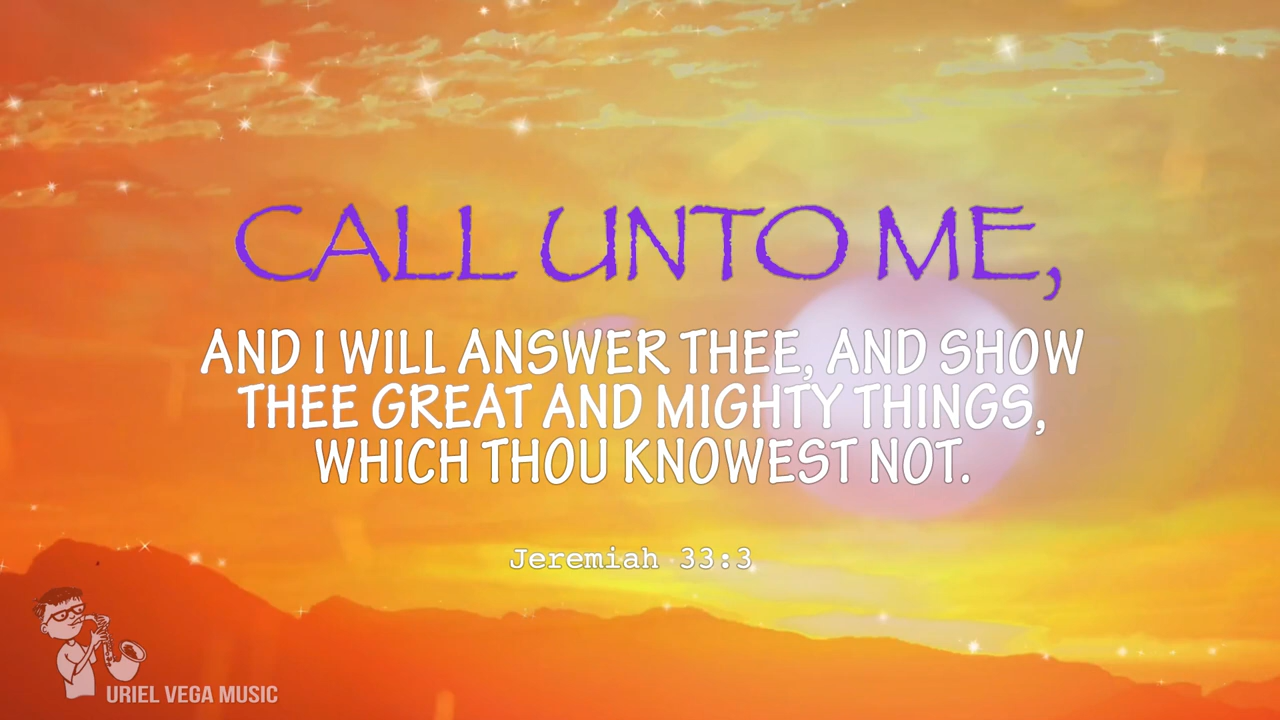 CALL UNTO ME,
AND I WILL ANSWER THEE, AND SHOW
THEE GREAT AND MIGHTY THINGS,
WHICH THOU KNOWEST NOT.
Jeremiah 33:3
URIEL VEGA MUSIC